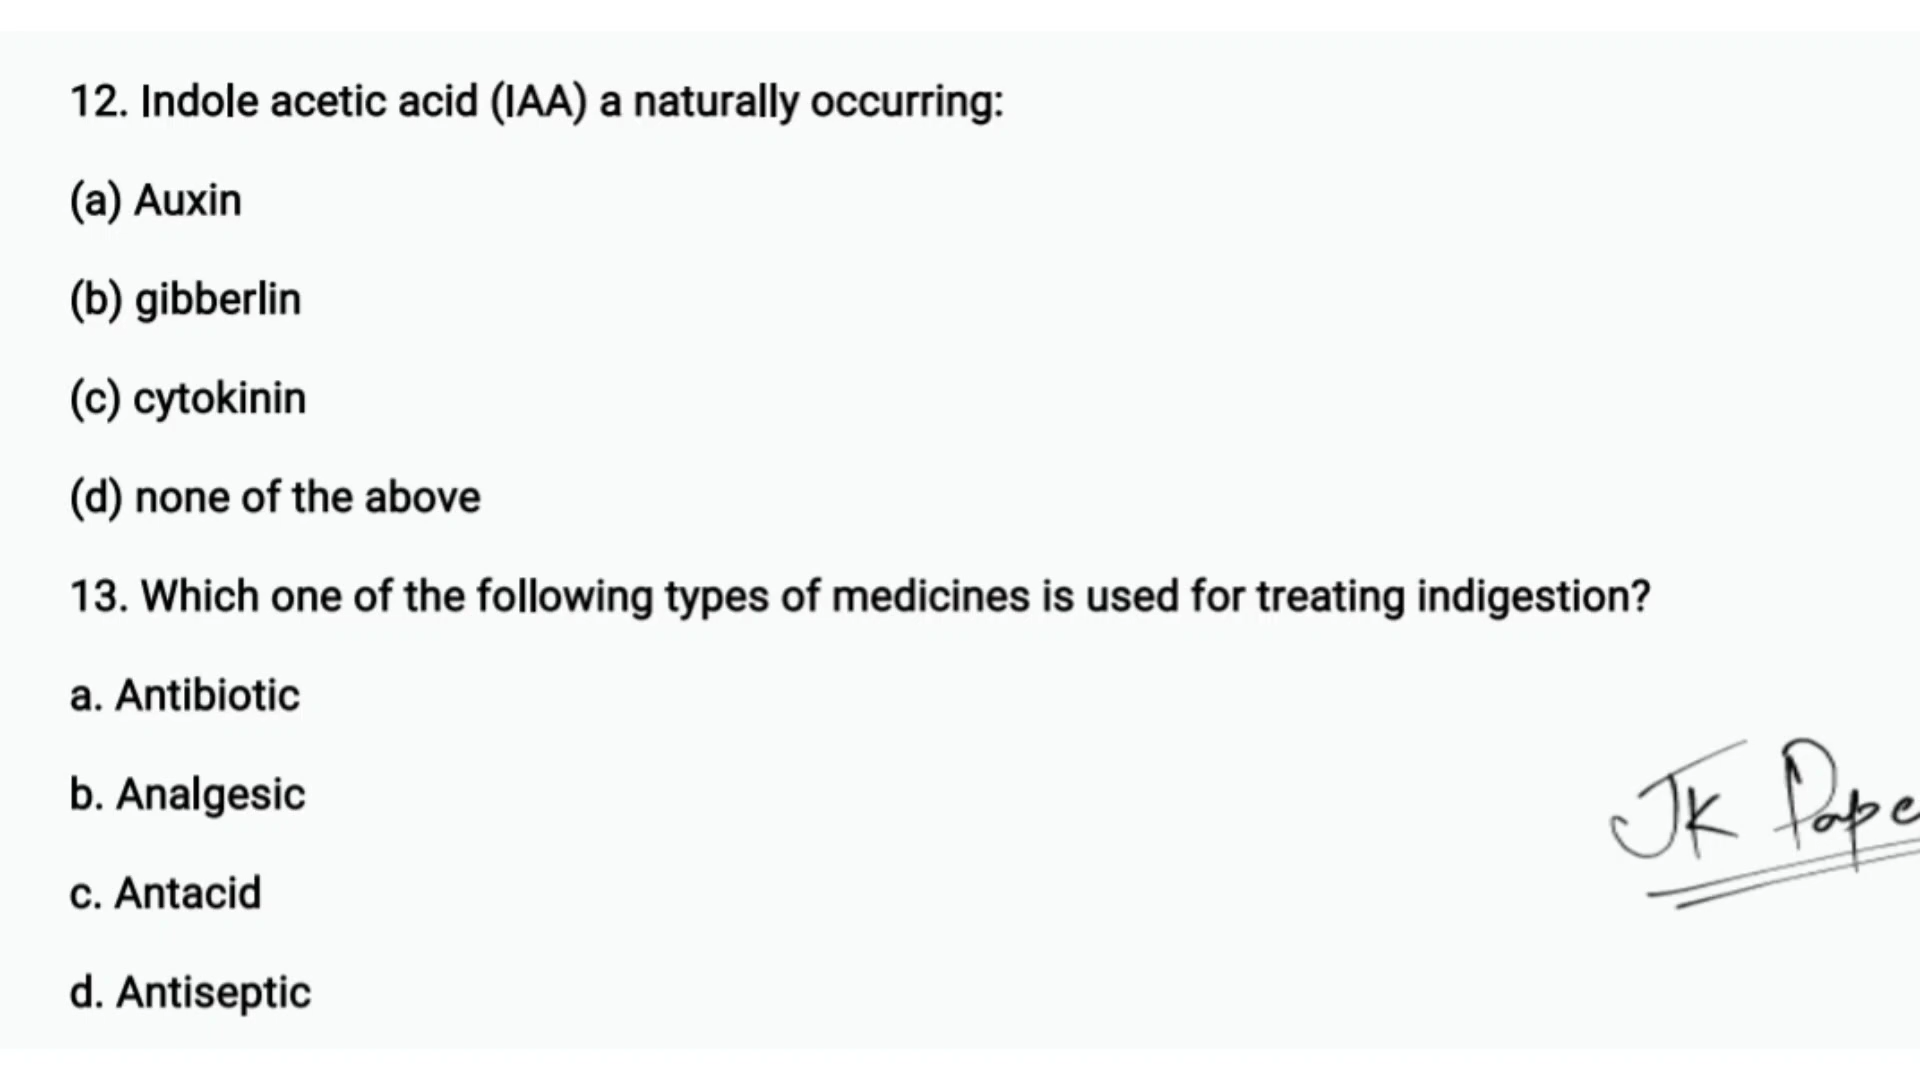 12. Indole acetic acid (IAA) a naturally occurring:
(a) Auxin
(b) gibberlin
(c) cytokinin
(d) none of the above
13. Which one of the following types of medicines is used for treating indigestion?
a. Antibiotic
b. Analgesic
JK Pape
c. Antacid
d. Antiseptic